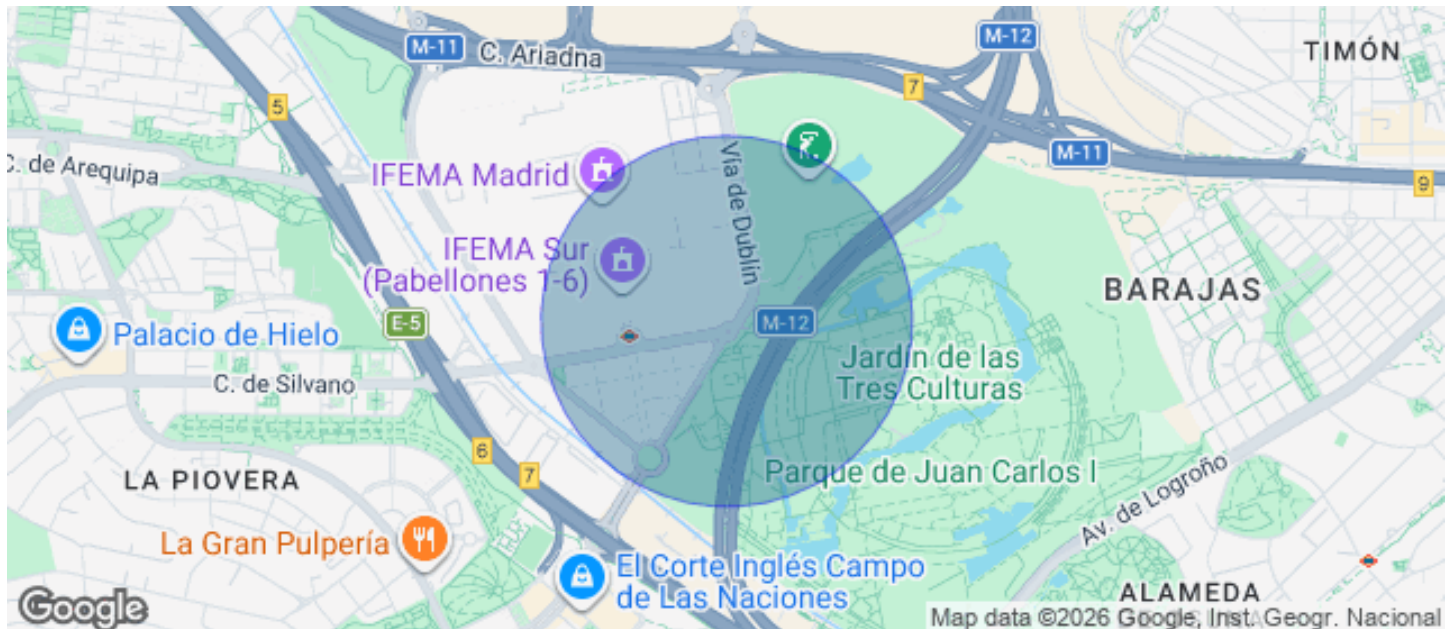 M-11
C. Ariadna
M-12
TIMÓN
5
7
C. de Arequipa
IFEMA Madrid
Vía de Dublín
M-11
9
IFEMA Sur
(Pabellones 1-6)
BARAJAS
E-5
M-12
Palacio de Hielo
Jardín de las
Tres Culturas
C. de Silvano
6
7
LA PIOVERA
Parque de Juan Carlos I
Av. de Logroño
La Gran Pulpería
El Corte Inglés Campo
de Las Naciones
ALAMEDA
Google
Map data ©2026 Google, Inst. Geogr. Nacional